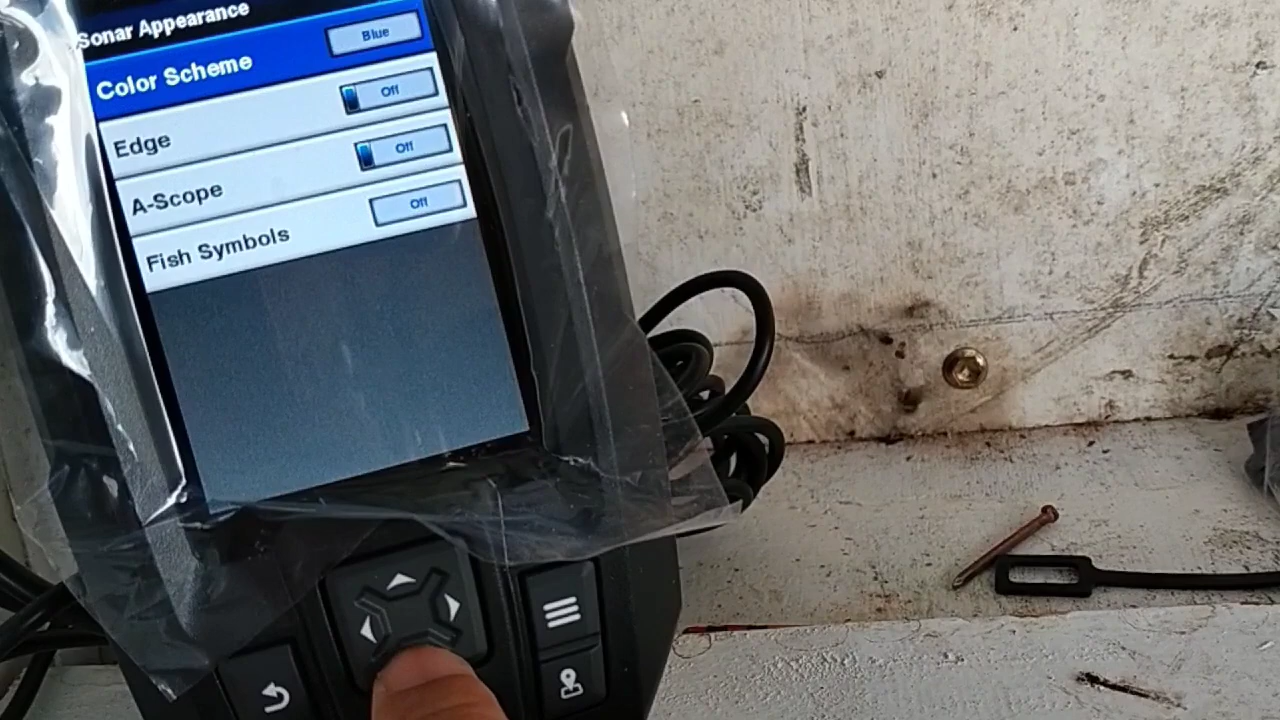 Sonar Appearance
Color Scheme Blue
Edge Off
A-Scope Off
Fish Symbols Off